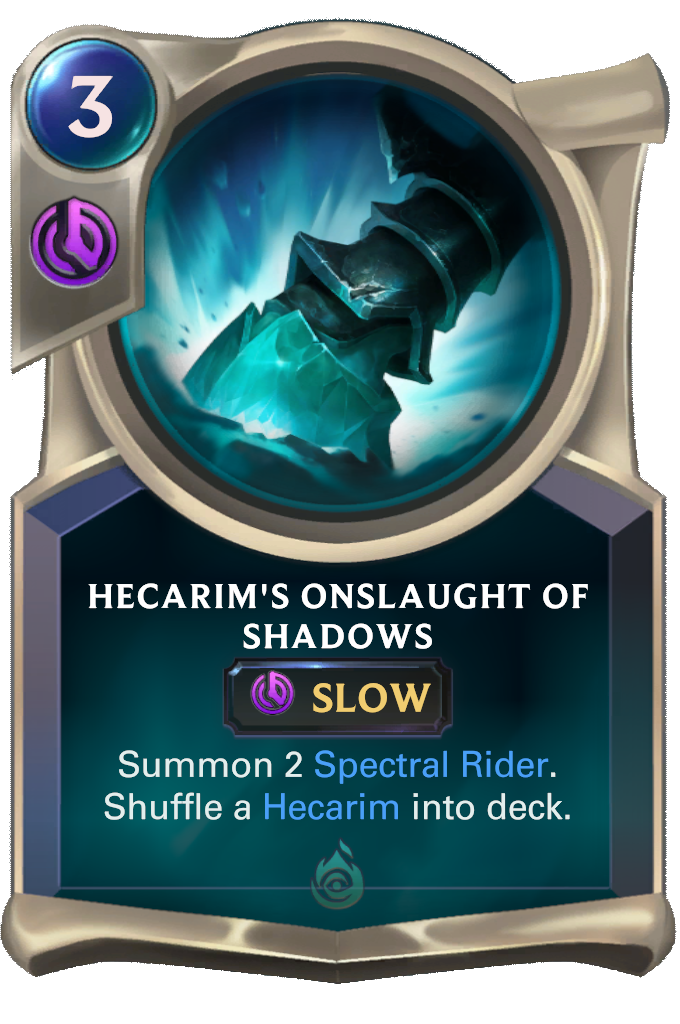 3
HECARIM'S ONSLAUGHT OF
SHADOWS
SLOW
Summon 2 Spectral Rider.
Shuffle a Hecarim into deck.